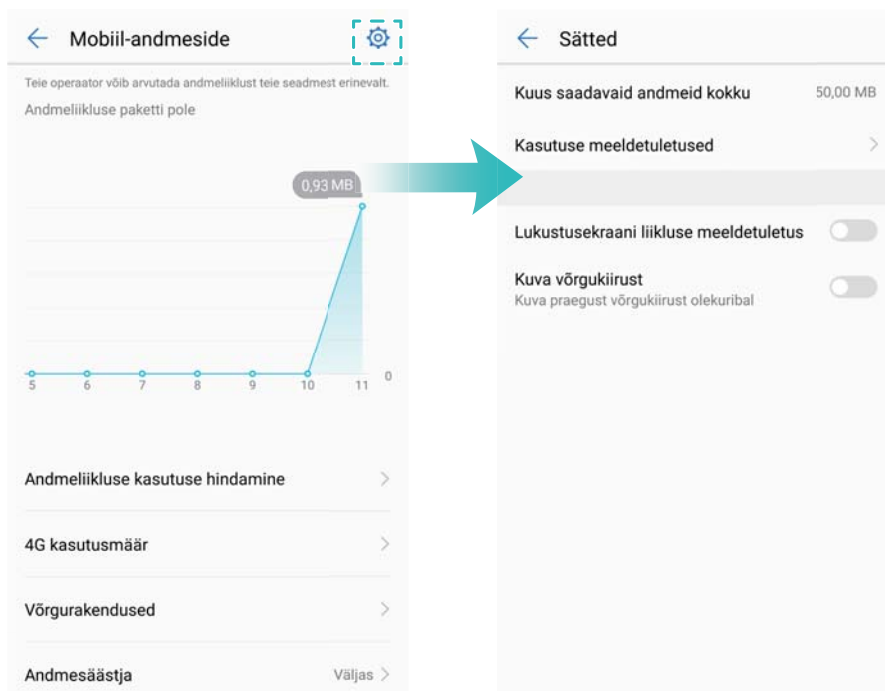 Mobiil-andmeside
Teie operaator võib arvutada andmeliiklust teie seadmest erinevalt.
Andmeliikluse paketti pole
0,93 MB
0
5 6 7 8 9 10 11
Andmeliikluse kasutuse hindamine
4G kasutusmäär
Võrgurakendused
Andmesäästja Väljas
Sätted
Kuus saadavaid andmeid kokku 50,00 MB
Kasutuse meeldetuletused
Lukustusekraani liikluse meeldetuletus
Kuva võrgukiirust
Kuva praegust võrgukiirust olekuribal